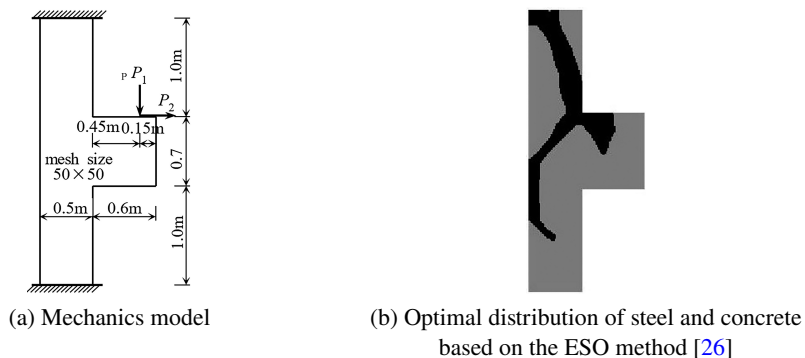 P P₁
P₂
1.0m
0.45m 0.15m
mesh size
50×50
0.7
0.5m 0.6m
1.0m
(a) Mechanics model
(b) Optimal distribution of steel and concrete
based on the ESO method [26]